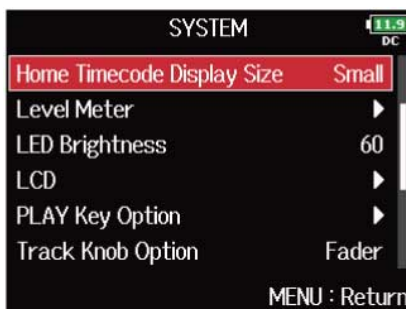 SYSTEM
11.9
DC
Home Timecode Display Size Small
Level Meter
LED Brightness 60
LCD
PLAY Key Option
Track Knob Option Fader
MENU : Return